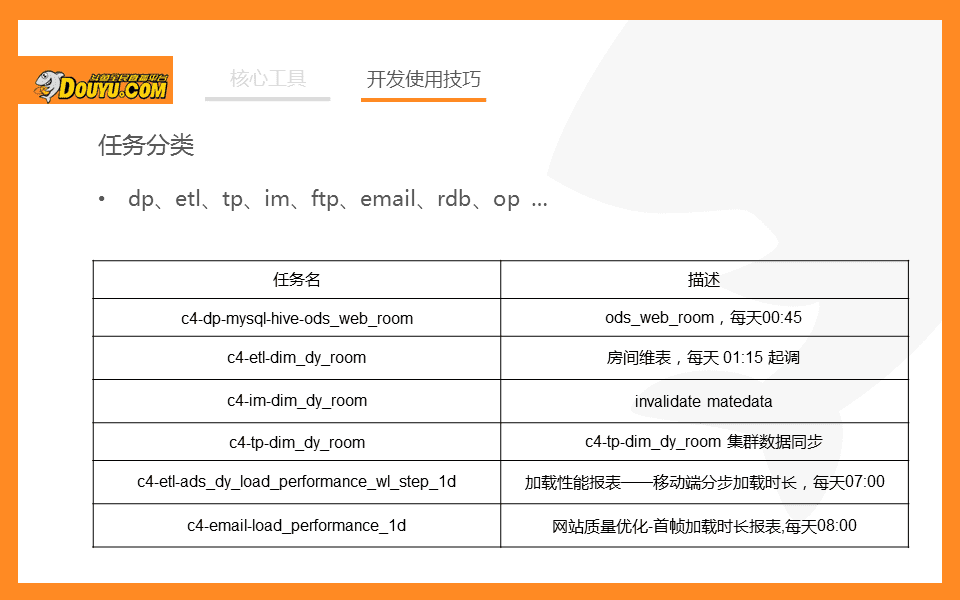 斗鱼全民直播平台
DOUYU.COM
核心工具
开发使用技巧
任务分类
• dp、etl、tp、im、ftp、email、rdb、op ...
任务名 描述
c4-dp-mysql-hive-ods_web_room ods_web_room，每天00:45
c4-etl-dim_dy_room 房间维表，每天 01:15 起调
c4-im-dim_dy_room invalidate matedata
c4-tp-dim_dy_room c4-tp-dim_dy_room 集群数据同步
c4-etl-ads_dy_load_performance_wl_step_1d 加载性能报表——移动端分步加载时长，每天07:00
c4-email-load_performance_1d 网站质量优化-首帧加载时长报表,每天08:00